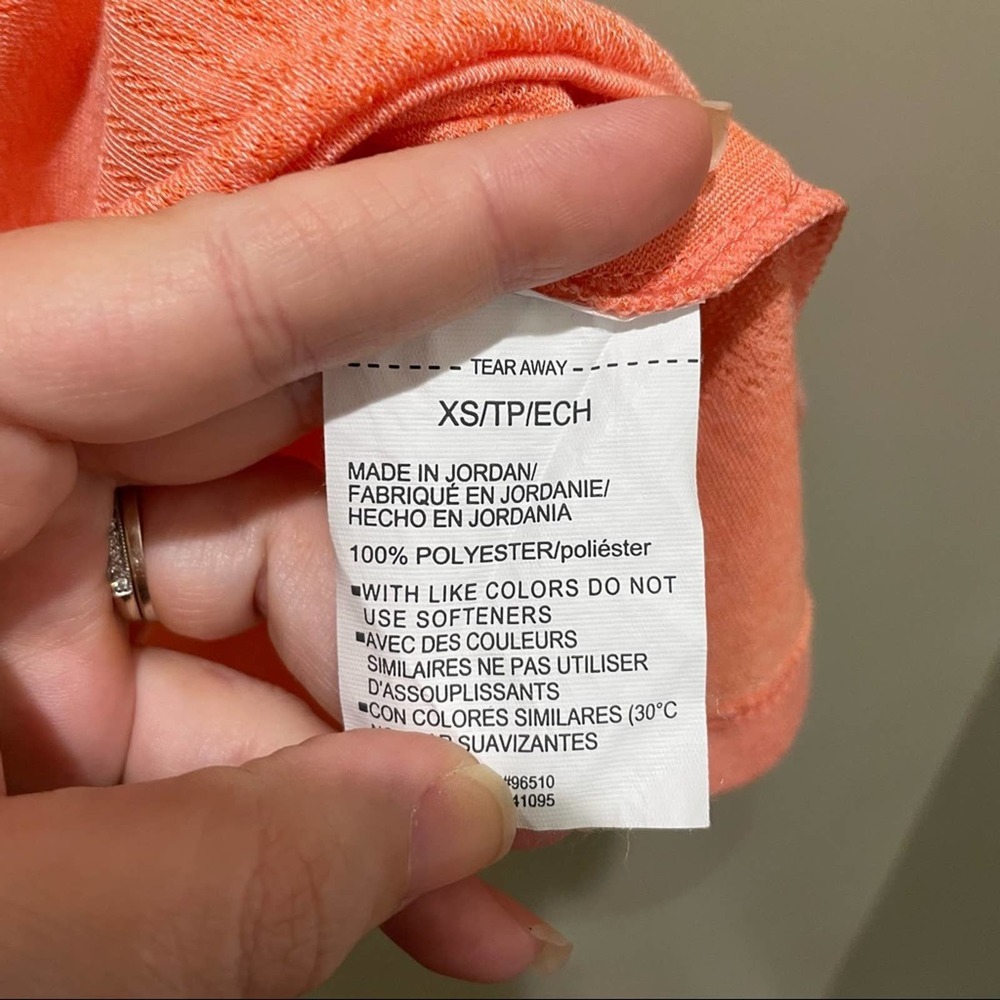 TEAR AWAY
XS/TP/ECH
MADE IN JORDAN/
FABRIQUÉ EN JORDANIE/
HECHO EN JORDANIA
100% POLYESTER/poliéster
▪WITH LIKE COLORS DO NOT
USE SOFTENERS
▪AVEC DES COULEURS
SIMILAIRES NE PAS UTILISER
D'ASSOUPLISSANTS
▪CON COLORES SIMILARES (30°C
SUAVIZANTES
#96510
41095